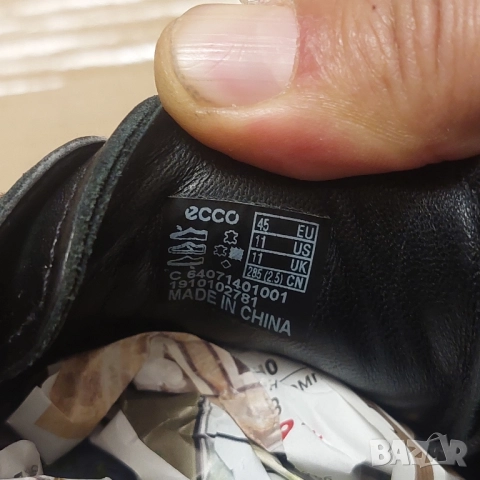 ecco
45 EU
11 US
11 UK
285 (2.5) CN
C 64071401001
1910102781
MADE IN CHINA
BAZAR